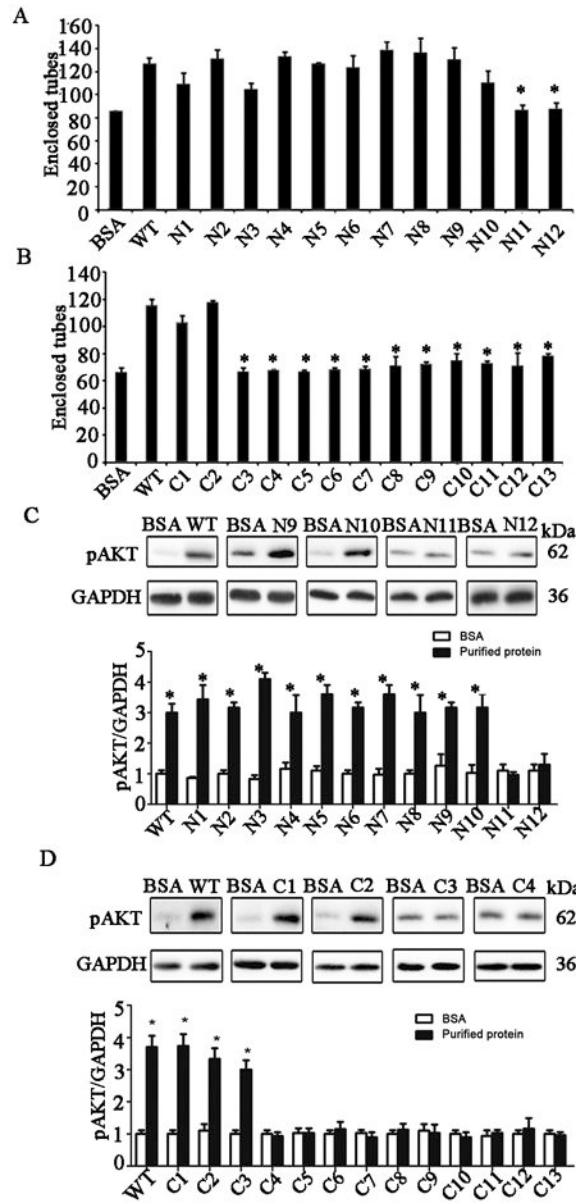 A
Enclosed tubes
160
140
120
100
80
60
40
20
0
* *
BSA WT N1 N2 N3 N4 N5 N6 N7 N8 N9 N10 N11 N12
B
Enclosed tubes
140
120
100
80
60
40
20
0
* * * * * * * * * * *
BSA WT C1 C2 C3 C4 C5 C6 C7 C8 C9 C10 C11 C12 C13
C
BSA WT BSA N9 BSA N10 BSA N11 BSA N12 kDa
pAKT 62
GAPDH 36
BSA
Purified protein
pAKT/GAPDH
5
4
3
2
1
0
* * * * * * * * * * *
WT N1 N2 N3 N4 N5 N6 N7 N8 N9 N10 N11 N12
D
BSA WT BSA C1 BSA C2 BSA C3 BSA C4 kDa
pAKT 62
GAPDH 36
BSA
Purified protein
pAKT/GAPDH
5
4
3
2
1
0
* * * *
WT C1 C2 C3 C4 C5 C6 C7 C8 C9 C10 C11 C12 C13